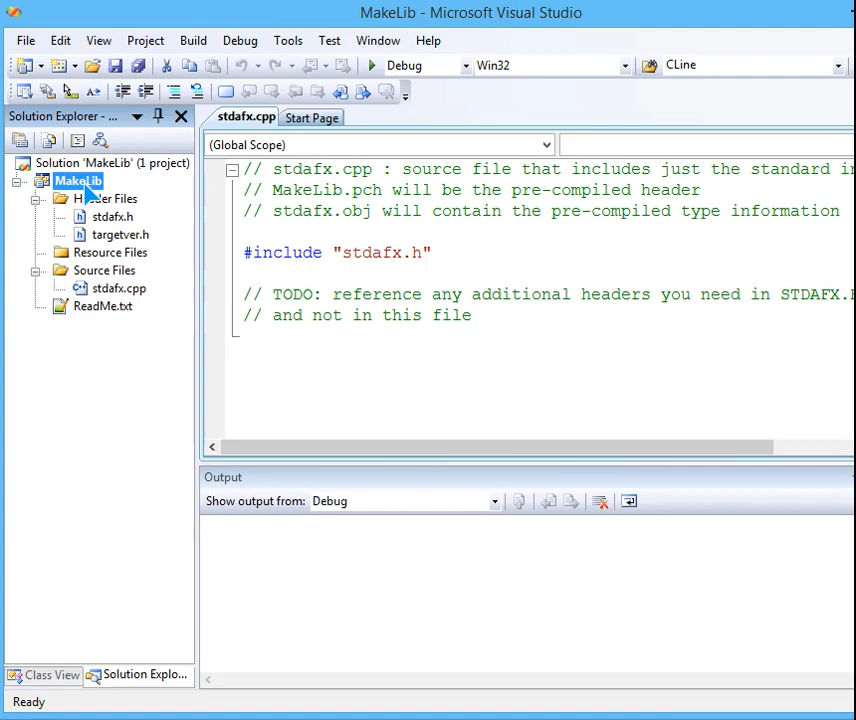 MakeLib - Microsoft Visual Studio
File Edit View Project Build Debug Tools Test Window Help
Debug Win32 CLine
Solution Explorer - ...
Solution 'MakeLib' (1 project)
MakeLib
Header Files
stdafx.h
targetver.h
Resource Files
Source Files
stdafx.cpp
ReadMe.txt
Class View Solution Explo...
stdafx.cpp Start Page
(Global Scope)
// stdafx.cpp : source file that includes just the standard in
// MakeLib.pch will be the pre-compiled header
// stdafx.obj will contain the pre-compiled type information
#include "stdafx.h"
// TODO: reference any additional headers you need in STDAFX.H
// and not in this file
Output
Show output from: Debug
Ready